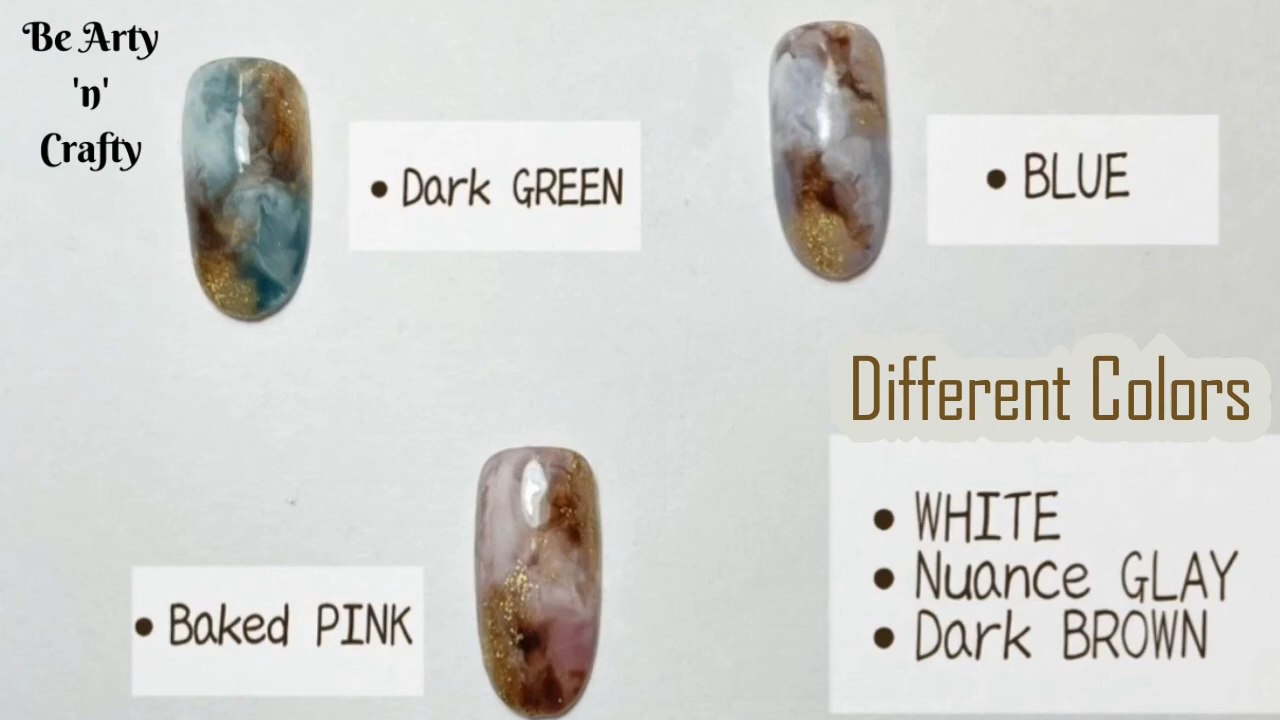 Be Arty
'n'
Crafty
• Dark GREEN
• BLUE
Different Colors
• WHITE
• Nuance GLAY
• Dark BROWN
• Baked PINK